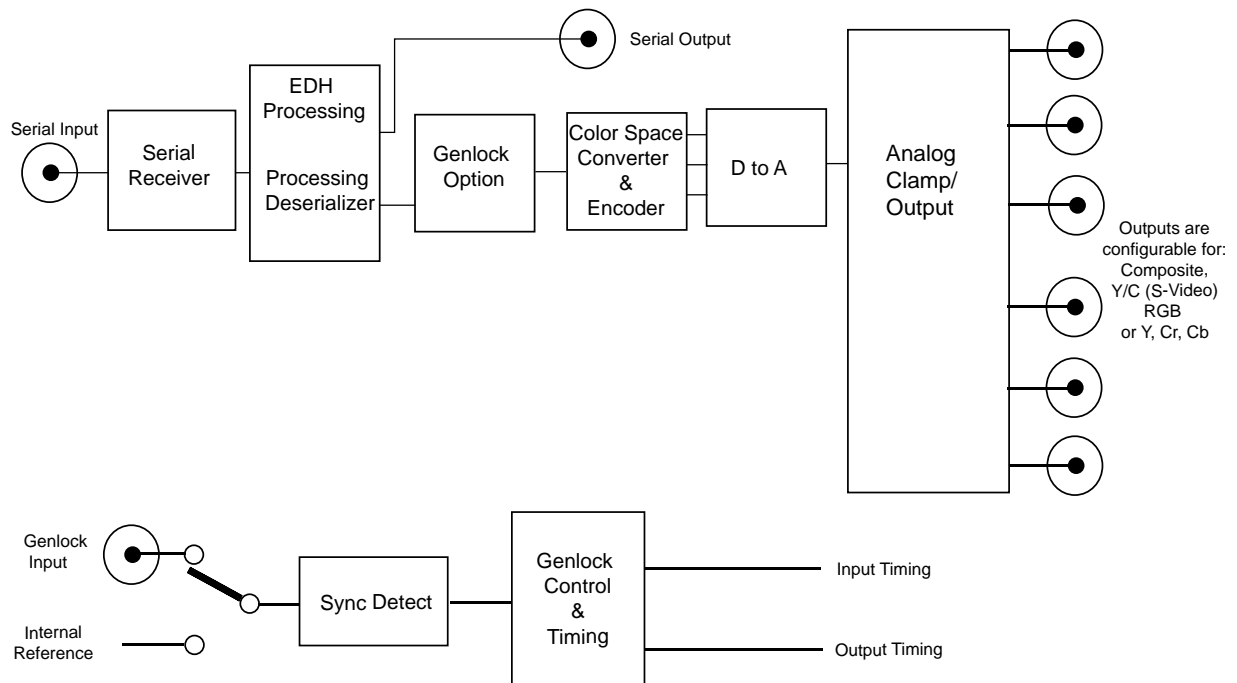 Serial Output
EDH
Processing
Serial Input
Serial
Receiver
Processing
Deserializer
Genlock
Option
Color Space
Converter
&
Encoder
D to A
Analog
Clamp/
Output
Outputs are
configurable for:
Composite,
Y/C (S-Video)
RGB
or Y, Cr, Cb
Genlock
Input
Internal
Reference
Sync Detect
Genlock
Control
&
Timing
Input Timing
Output Timing